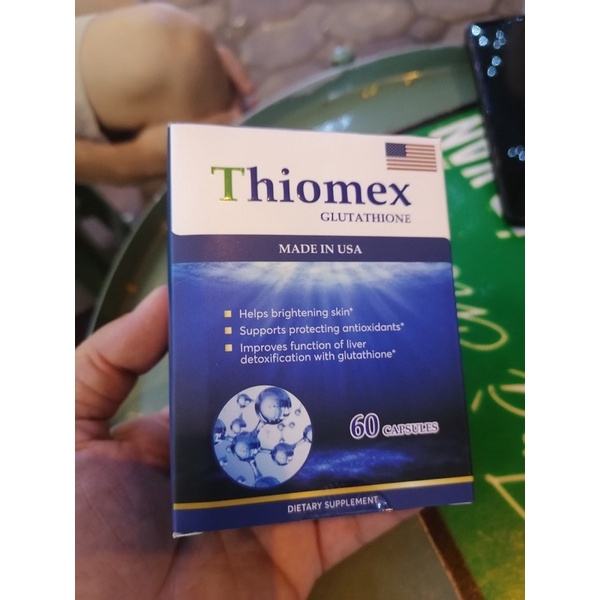 Thiomex
GLUTATHIONE
MADE IN USA
Helps brightening skin*
Supports protecting antioxidants*
Improves function of liver
detoxification with glutathione*
60 CAPSULES
DIETARY SUPPLEMENT